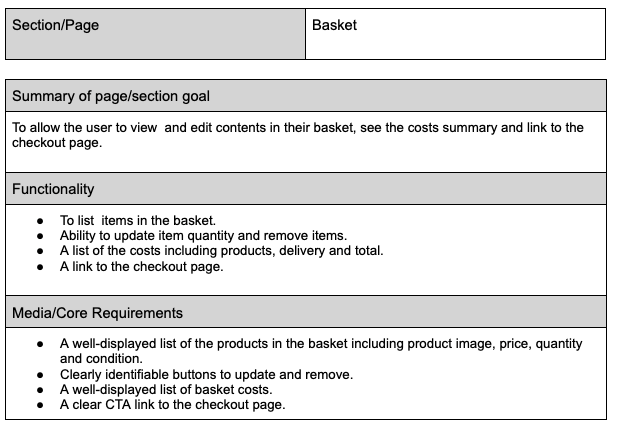 Section/Page
Basket
Summary of page/section goal
To allow the user to view  and edit contents in their basket, see the costs summary and link to the
checkout page.
Functionality
● To list  items in the basket.
● Ability to update item quantity and remove items.
● A list of the costs including products, delivery and total.
● A link to the checkout page.
Media/Core Requirements
● A well-displayed list of the products in the basket including product image, price, quantity
and condition.
● Clearly identifiable buttons to update and remove.
● A well-displayed list of basket costs.
● A clear CTA link to the checkout page.